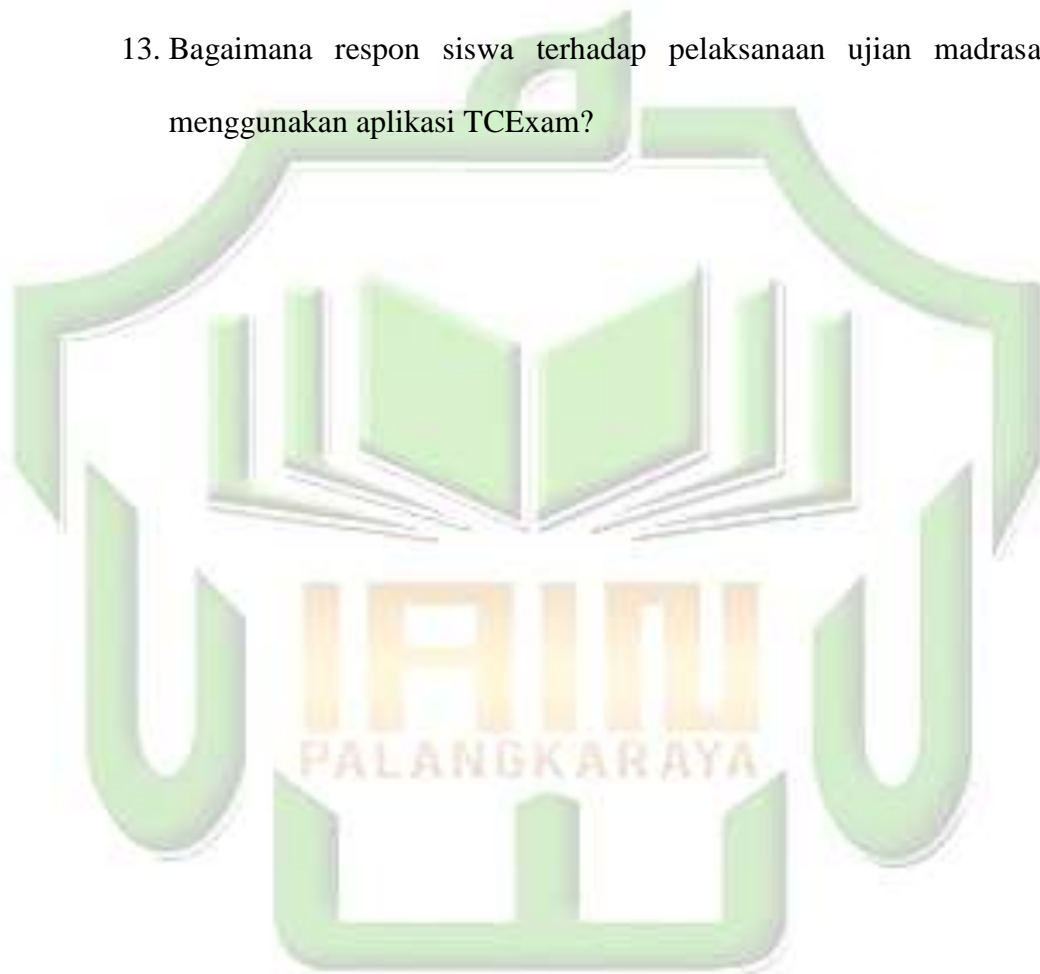 13. Bagaimana respon siswa terhadap pelaksanaan ujian madrasa
menggunakan aplikasi TCExam?
IAIN
PALANGKARAYA